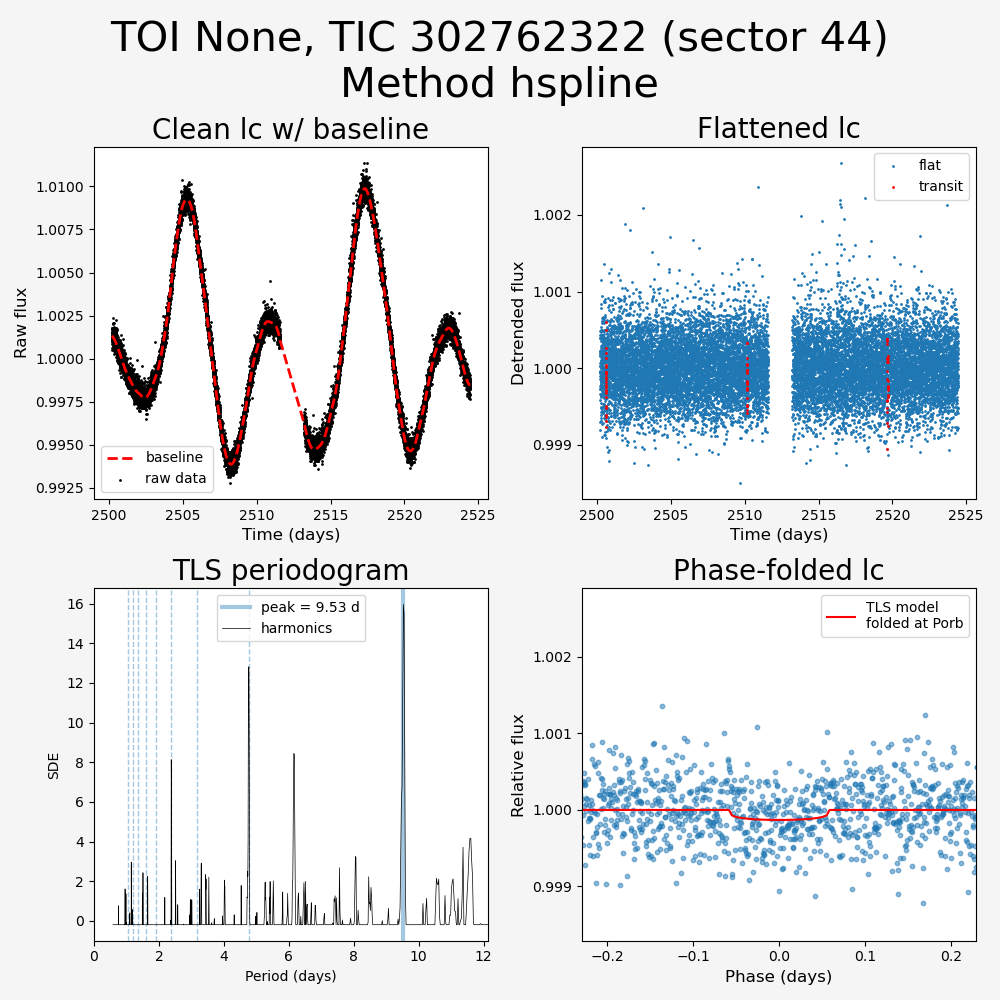 TOI None, TIC 302762322 (sector 44)
Method hspline
Clean lc w/ baseline
1.0100
1.0075
1.0050
1.0025
1.0000
0.9975
0.9950
0.9925
Raw flux
baseline
raw data
2500
2505
2510
2515
2520
2525
Time (days)
Flattened lc
flat
transit
1.002
1.001
1.000
0.999
Detrended flux
2500
2505
2510
2515
2520
2525
Time (days)
TLS periodogram
peak = 9.53 d
harmonics
16
14
12
10
8
6
4
2
0
SDE
0
2
4
6
8
10
12
Period (days)
Phase-folded lc
TLS model
folded at Porb
1.002
1.001
1.000
0.999
Relative flux
−0.2
−0.1
0.0
0.1
0.2
Phase (days)